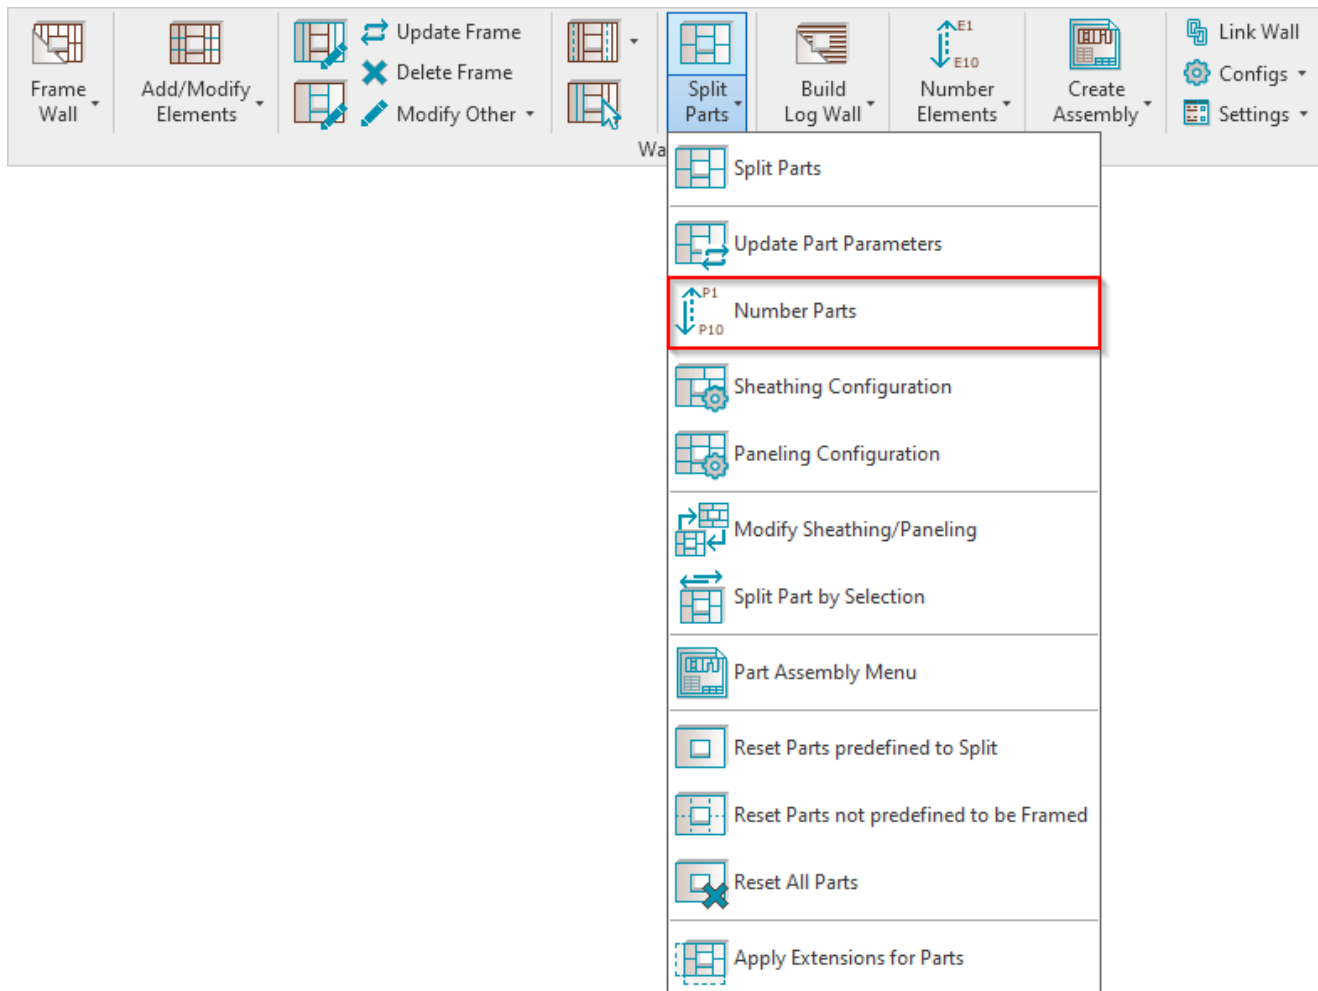 Frame
Wall
Add/Modify
Elements
Update Frame
Delete Frame
Modify Other
Split
Parts
Build
Log Wall
E1
E10
Number
Elements
Create
Assembly
Link Wall
Configs
Settings
Wa
Split Parts
Update Part Parameters
P1
P10
Number Parts
Sheathing Configuration
Paneling Configuration
Modify Sheathing/Paneling
Split Part by Selection
Part Assembly Menu
Reset Parts predefined to Split
Reset Parts not predefined to be Framed
Reset All Parts
Apply Extensions for Parts